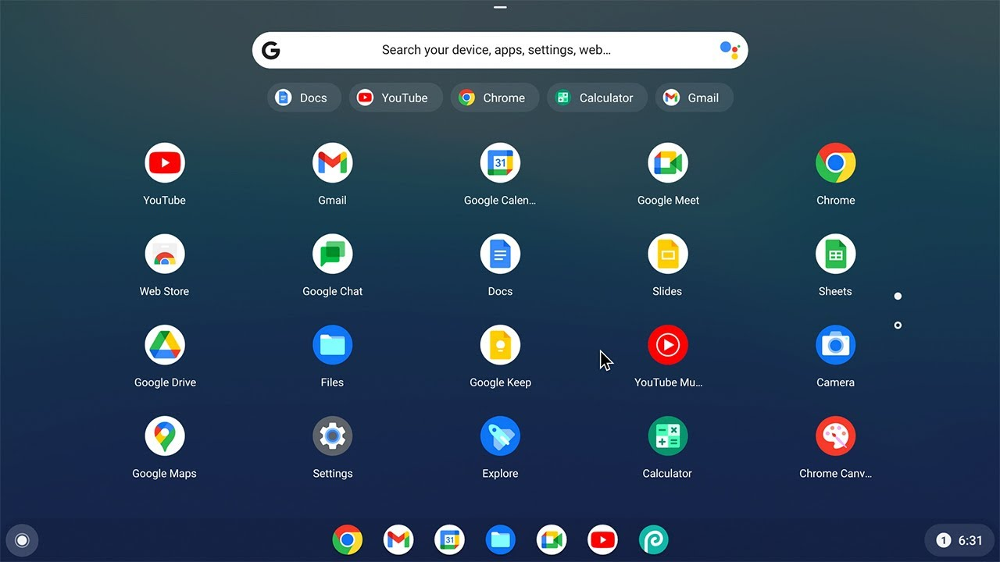 G
Search your device, apps, settings, web...
Docs YouTube Chrome Calculator Gmail
31
YouTube Gmail Google Calen... Google Meet Chrome
Web Store Google Chat Docs Slides Sheets
Google Drive Files Google Keep YouTube Mu... Camera
Google Maps Settings Explore Calculator Chrome Canv...
31
1 6:31